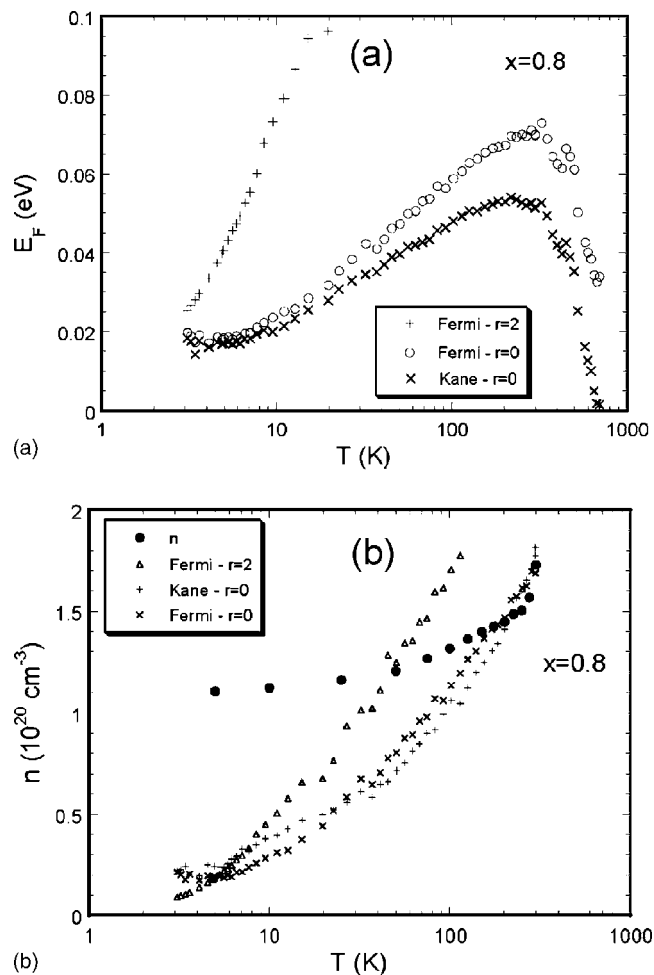 0.1
(a)
x=0.8
0.08
0.06
E_F (eV)
0.04
0.02
0
+ Fermi - r=2
○ Fermi - r=0
× Kane - r=0
1 10 100 1000
(a)
T (K)
2
● n
△ Fermi - r=2
+ Kane - r=0
× Fermi - r=0
(b)
1.5
x=0.8
n (10²⁰ cm⁻³)
1
0.5
0
1 10 100 1000
(b)
T (K)